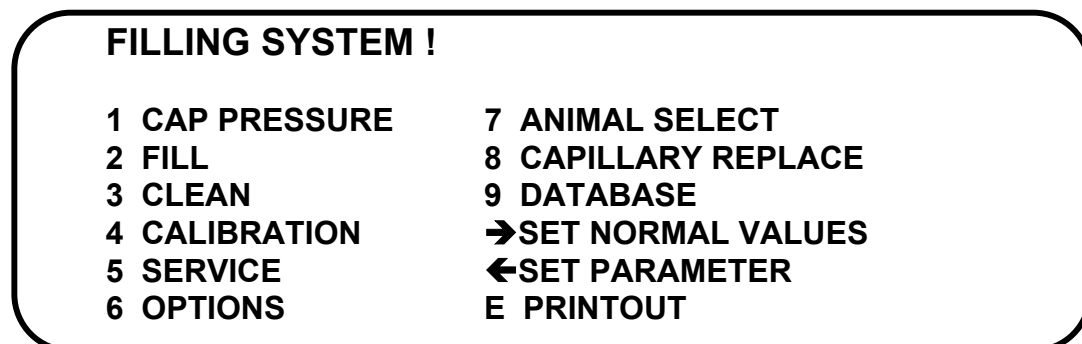 FILLING SYSTEM !
1 CAP PRESSURE
2 FILL
3 CLEAN
4 CALIBRATION
5 SERVICE
6 OPTIONS
7 ANIMAL SELECT
8 CAPILLARY REPLACE
9 DATABASE
➔SET NORMAL VALUES
🡸SET PARAMETER
E PRINTOUT